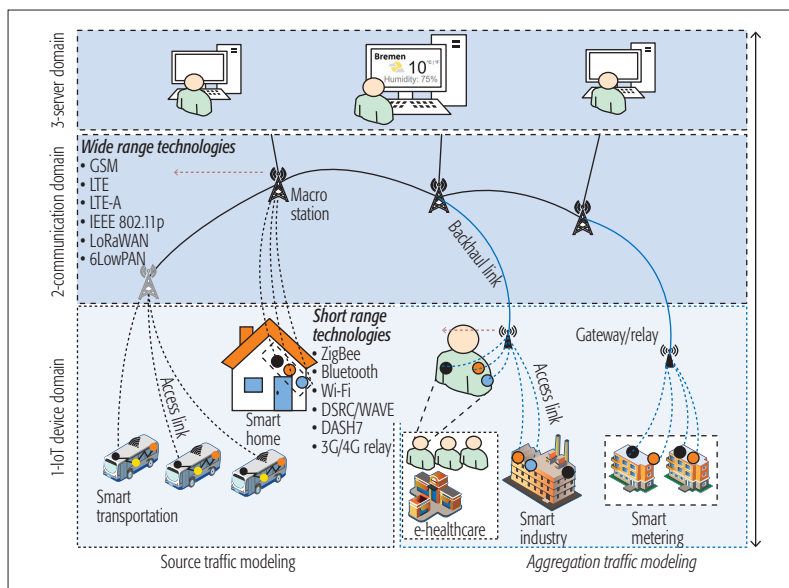 3-server domain
Bremen
10 °C | °F
Humidity: 75%
2-communication domain
Wide range technologies
• GSM
• LTE
• LTE-A
• IEEE 802.11p
• LoRaWAN
• 6LowPAN
Macro
station
Backhaul link
1-IoT device domain
Access link
Smart
transportation
Smart
home
Short range
technologies
• ZigBee
• Bluetooth
• Wi-Fi
• DSRC/WAVE
• DASH7
• 3G/4G relay
Gateway/relay
Access link
e-healthcare
Smart
industry
Smart
metering
Source traffic modeling
Aggregation traffic modeling